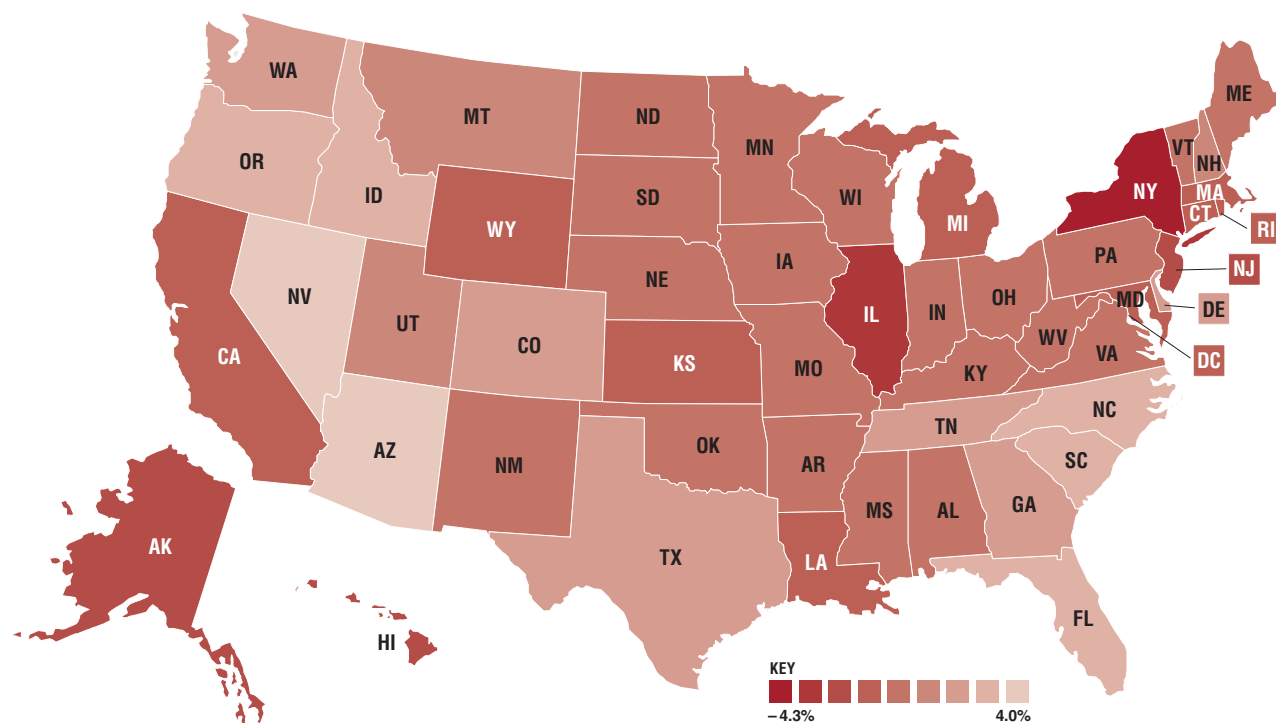 WA
MT
ND
MN
ME
OR
ID
SD
WI
VT
NH
NY
MA
CT
RI
WY
MI
NE
IA
PA
NJ
NV
UT
CO
IL
IN
OH
MD
DE
CA
KS
MO
WV
VA
DC
KY
AZ
NM
OK
AR
TN
NC
SC
MS
AL
GA
AK
TX
LA
HI
FL
KEY
–4.3% 4.0%